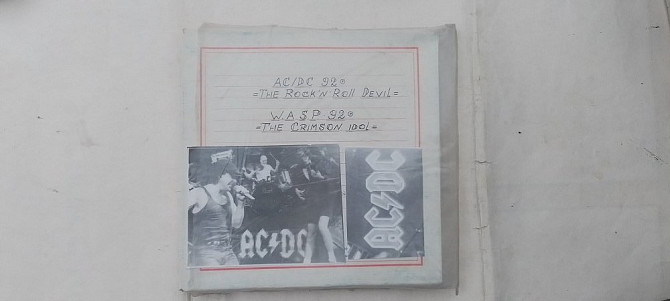 AC/DC 92®
=THE ROCK'N ROLL DEVIL=
W.A.S.P 92®
=THE CRIMSON IDOL=
AC⚡DC
AC⚡DC